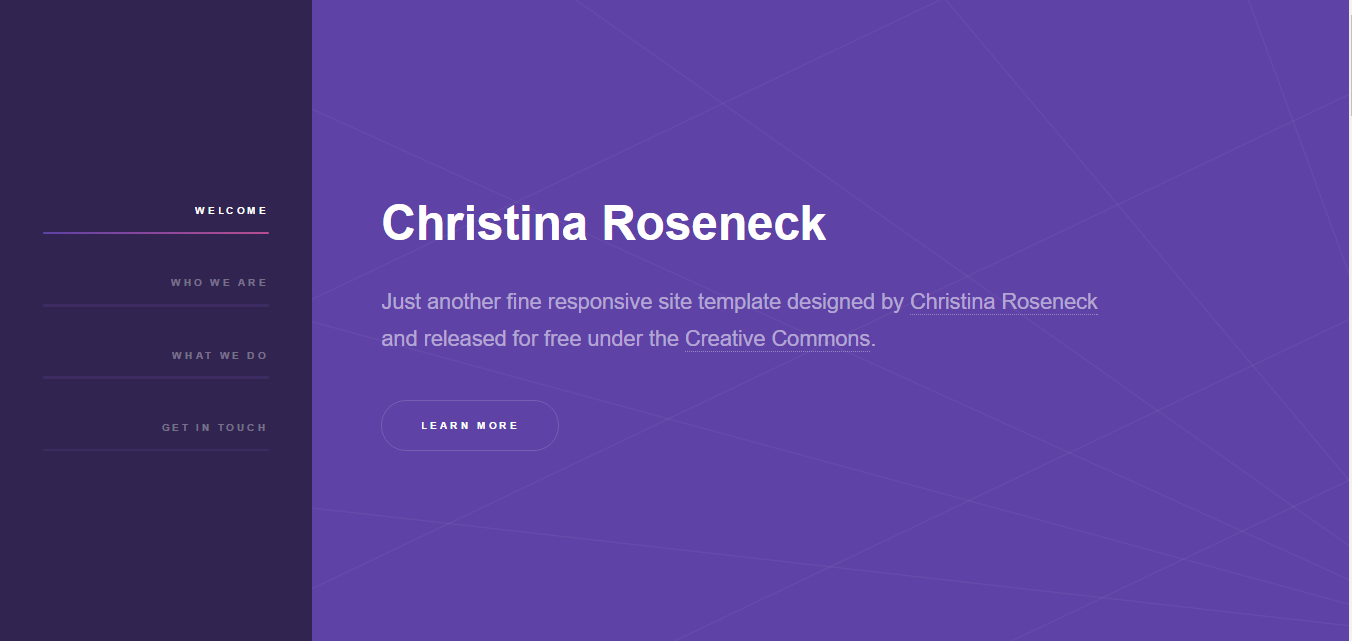 WELCOME
WHO WE ARE
WHAT WE DO
GET IN TOUCH
Christina Roseneck
Just another fine responsive site template designed by Christina Roseneck
and released for free under the Creative Commons.
LEARN MORE